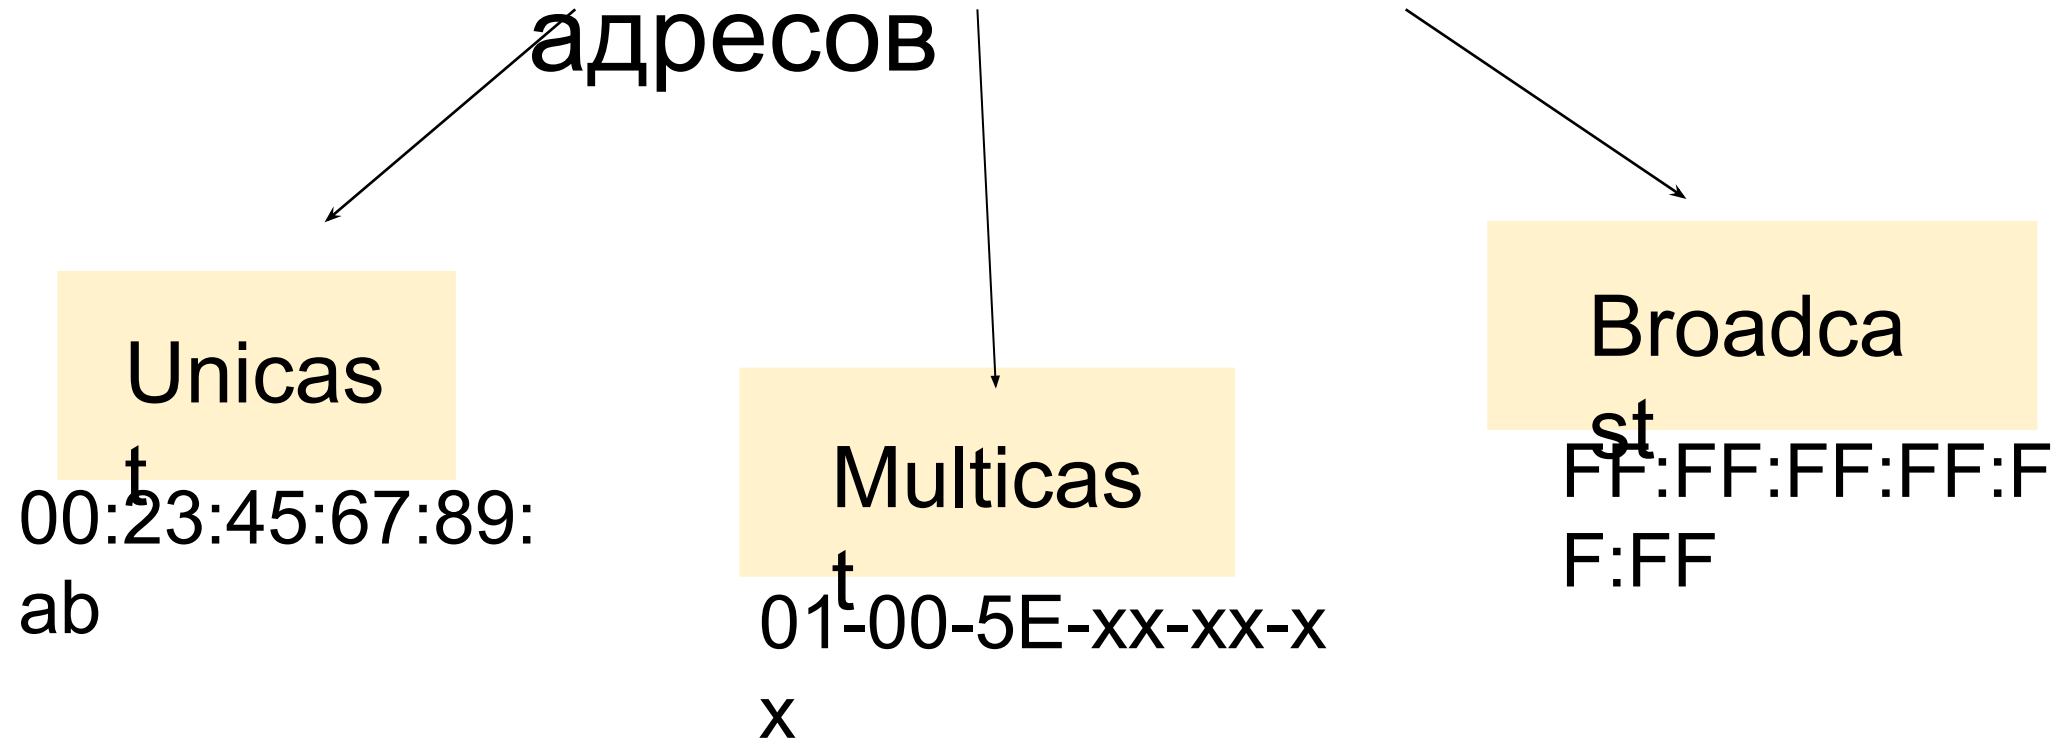 адресов
Unicas
t
00:23:45:67:89:
ab
Multicas
t
01-00-5E-xx-xx-x
x
Broadca
st
FF:FF:FF:FF:F
F:FF